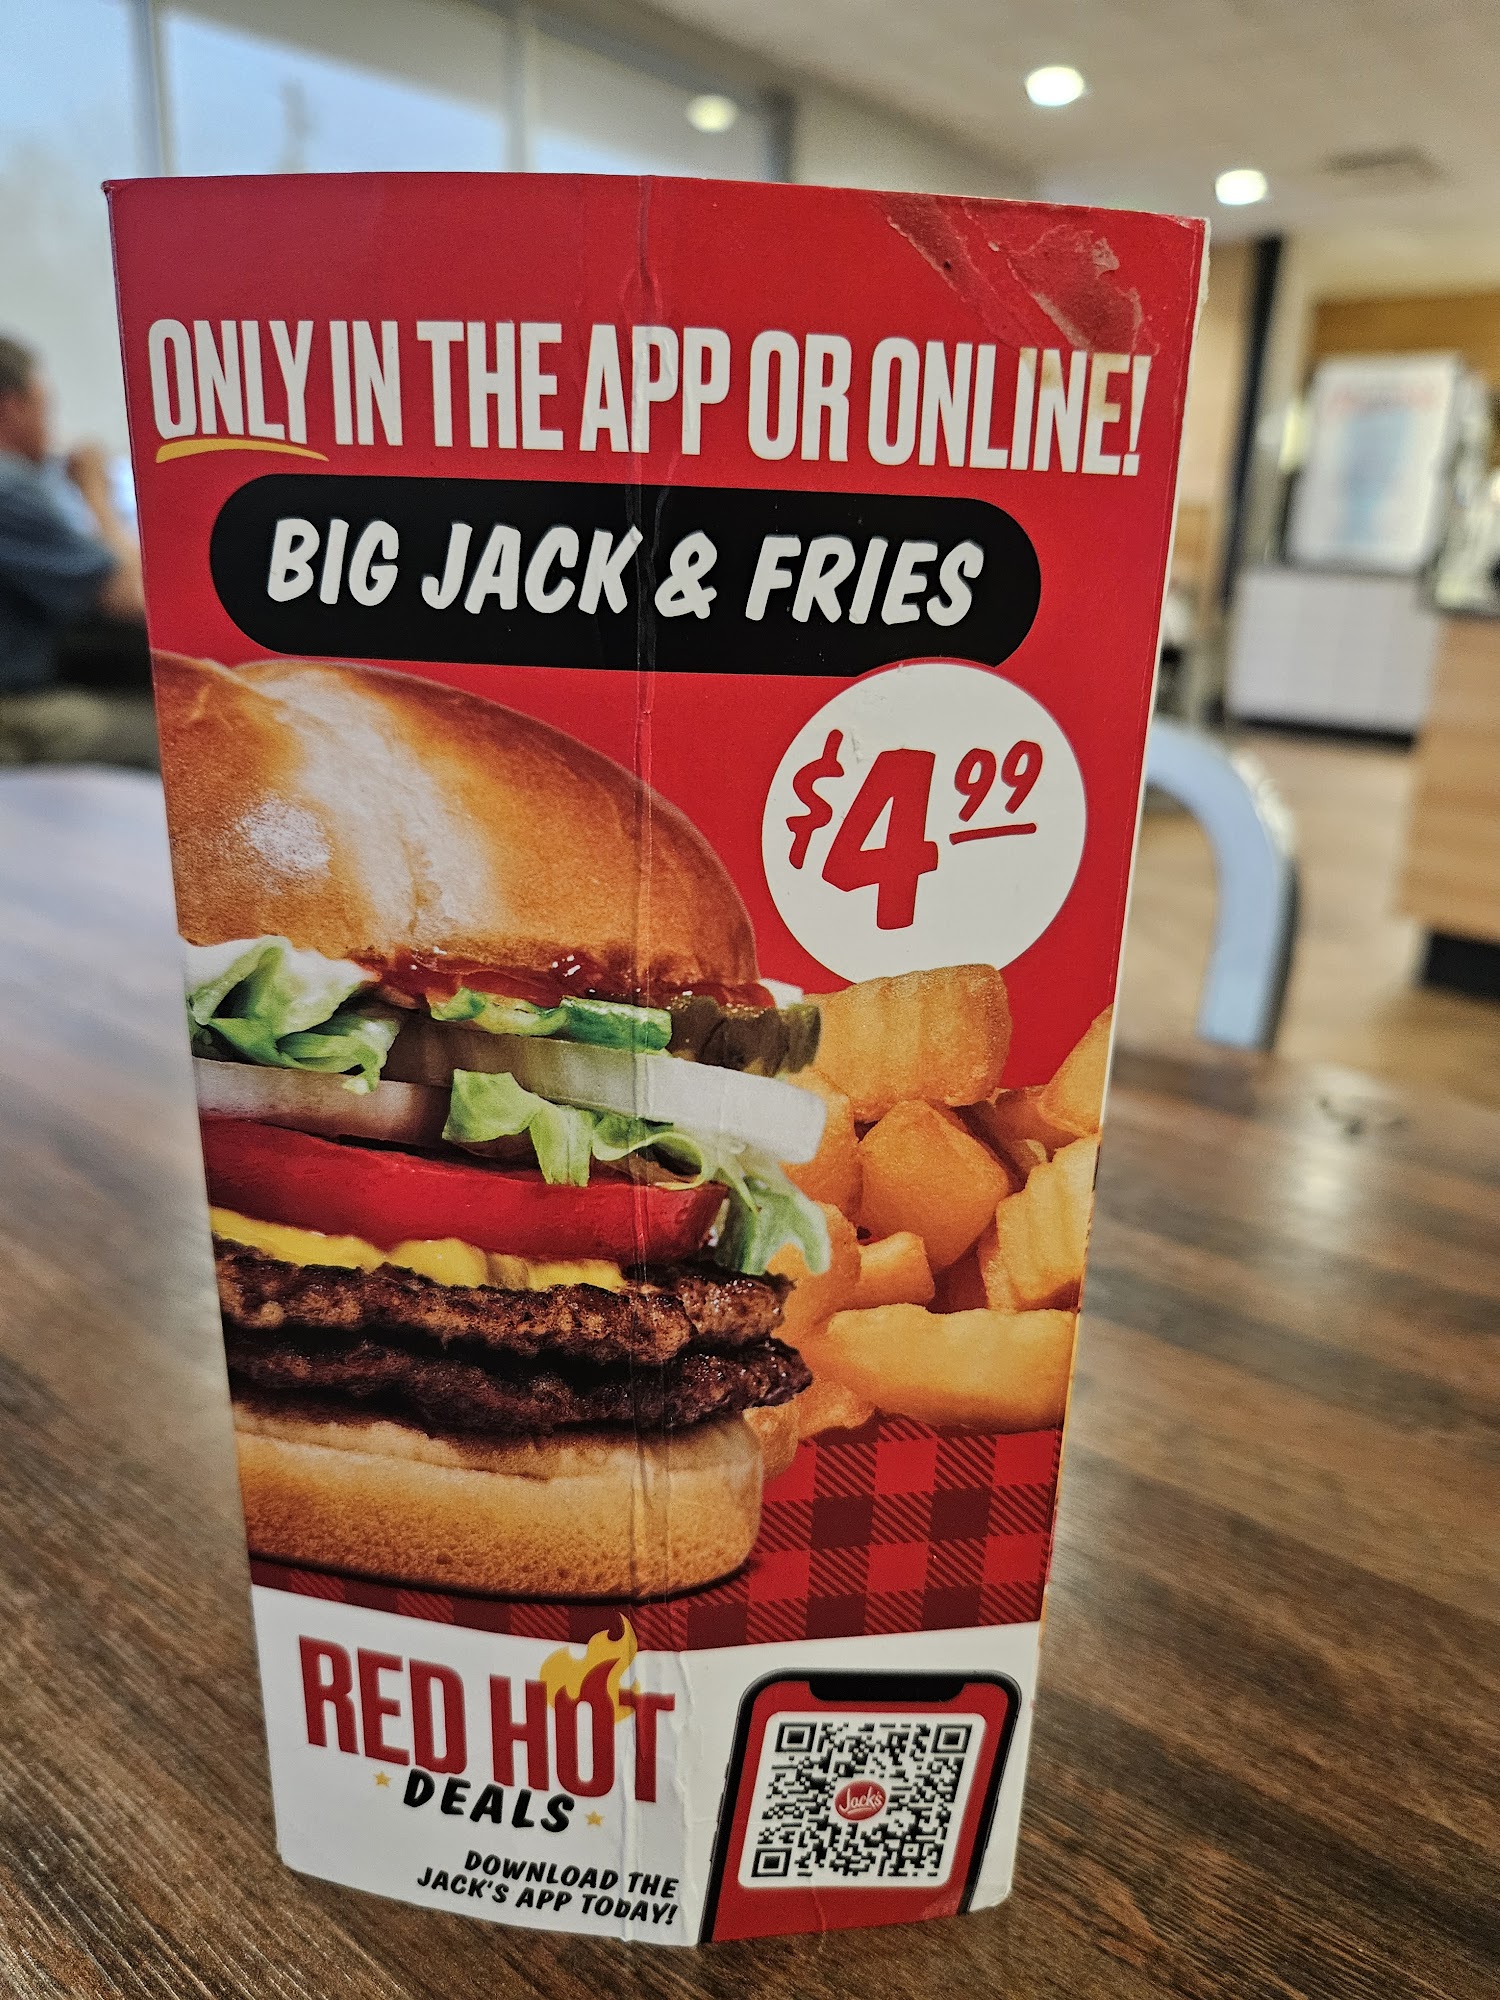 ONLY IN THE APP OR ONLINE!
BIG JACK & FRIES
$4.99
RED HOT
DEALS
DOWNLOAD THE
JACK'S APP TODAY!
Jack's